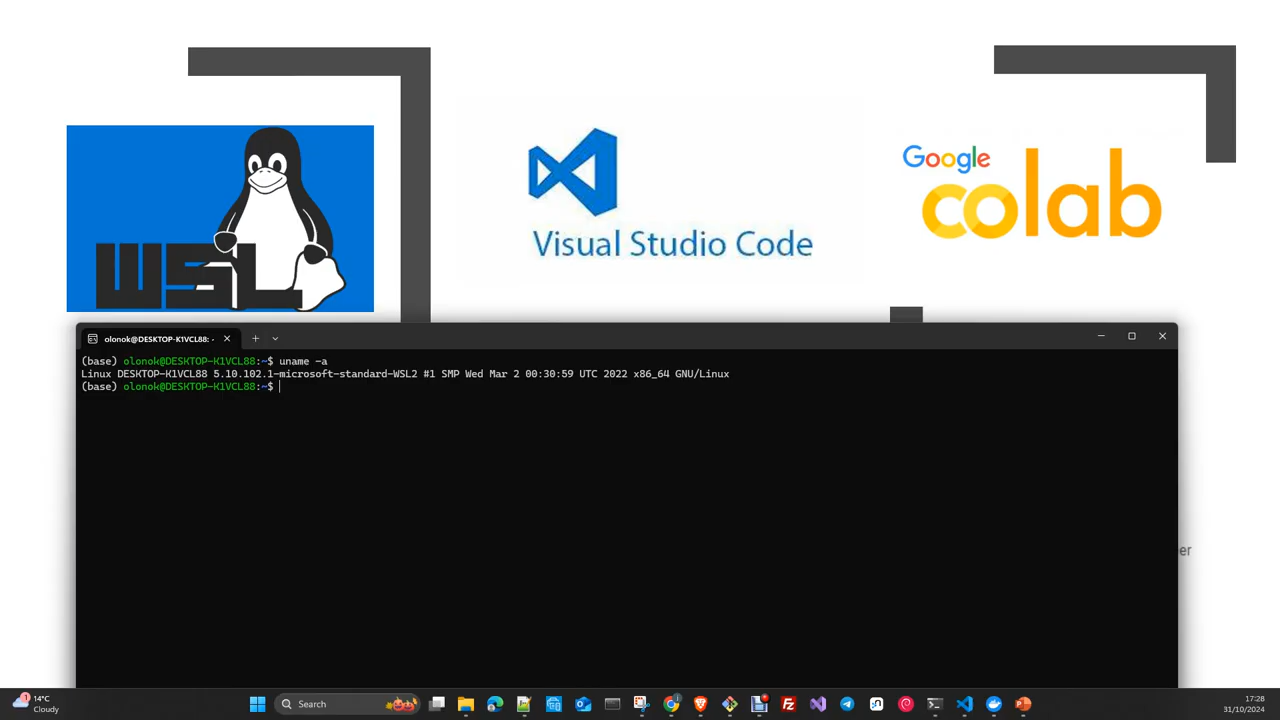 WSL
Visual Studio Code
Google
colab
olonok@DESKTOP-K1VCL88: ~
(base) olonok@DESKTOP-K1VCL88:~$ uname -a
Linux DESKTOP-K1VCL88 5.10.102.1-microsoft-standard-WSL2 #1 SMP Wed Mar 2 00:30:59 UTC 2022 x86_64 GNU/Linux
(base) olonok@DESKTOP-K1VCL88:~$
er
1
14°C
Cloudy
Search
17:28
31/10/2024